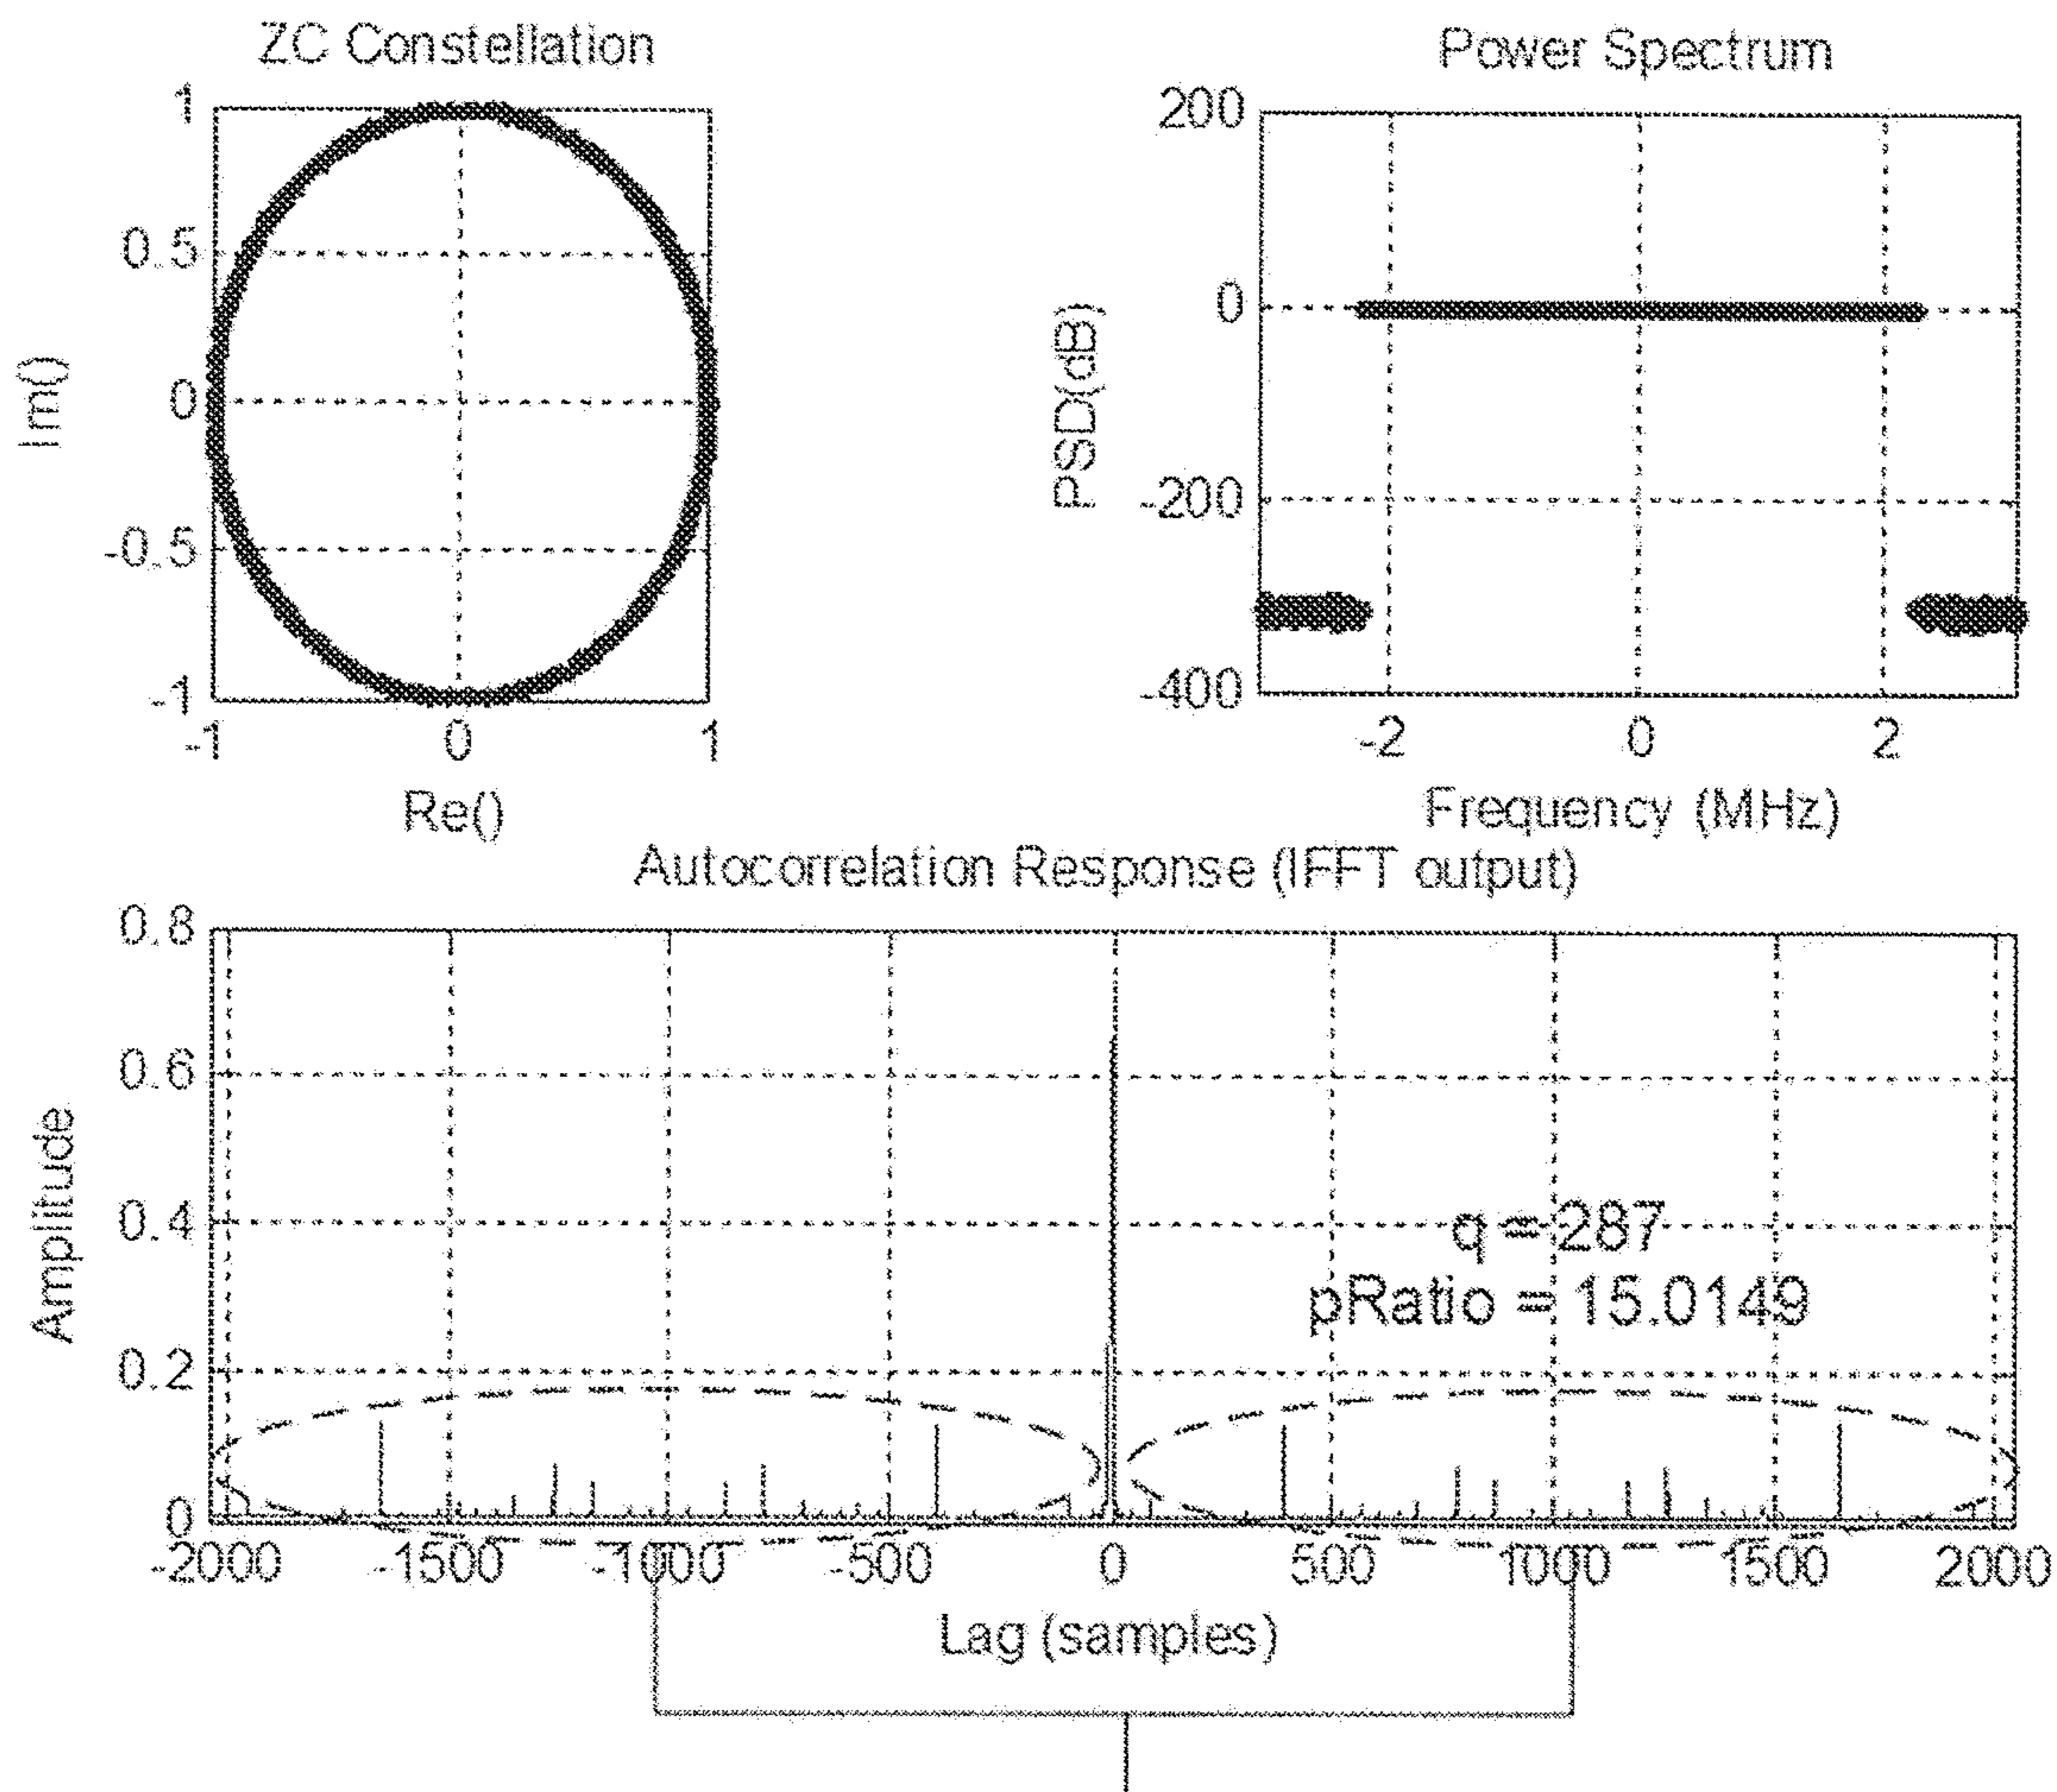 ZC Constellation
1
0.5
0
-0.5
-1
-1 0 1
Im()
Re()
Power Spectrum
200
0
-200
-400
-2 0 2
PSD(dB)
Frequency (MHz)
Autocorrelation Response (IFFT output)
0.8
0.6
0.4
0.2
0
Amplitude
q = 287
pRatio = 15.0149
-2000 -1500 -1000 -500 0 500 1000 1500 2000
Lag (samples)